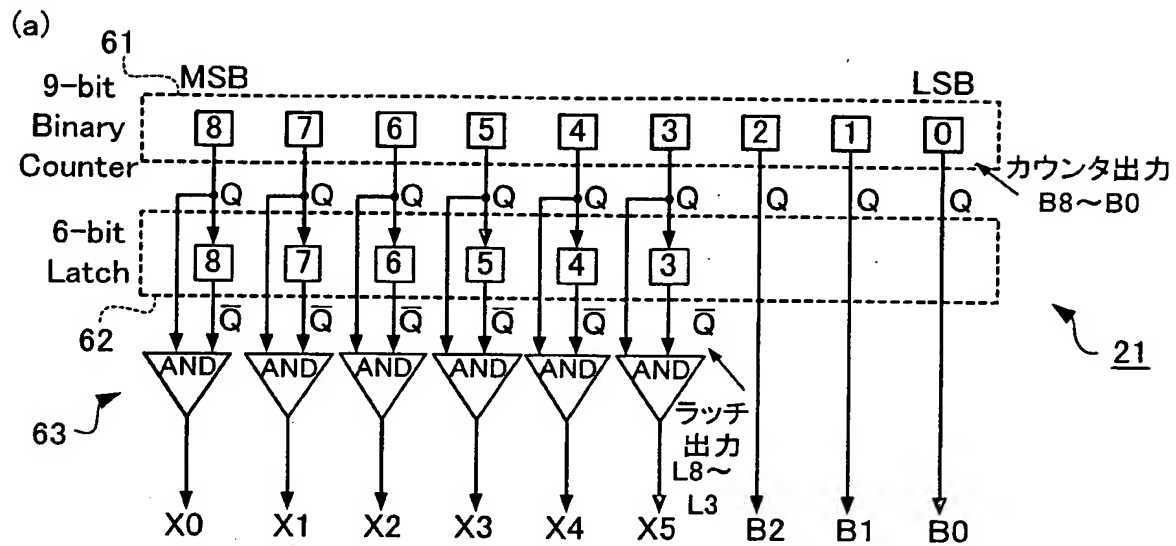 (a)
61
9-bit
Binary
Counter
MSB
LSB
8 7 6 5 4 3 2 1 0
カウンタ出力
B8～B0
Q Q Q Q Q Q Q Q Q
6-bit
Latch
8 7 6 5 4 3
62
Q̅ Q̅ Q̅ Q̅ Q̅ Q̅
21
AND AND AND AND AND AND
63
ラッチ
出力
L8～
L3
X0 X1 X2 X3 X4 X5 B2 B1 B0